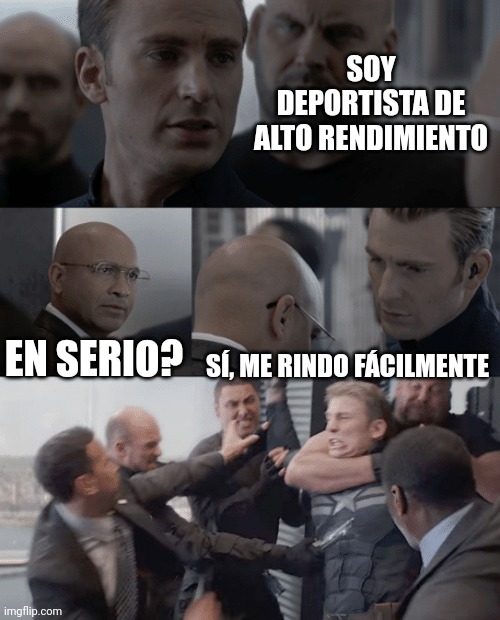 SOY
DEPORTISTA DE
ALTO RENDIMIENTO
EN SERIO?
SÍ, ME RINDO FÁCILMENTE
imgflip.com